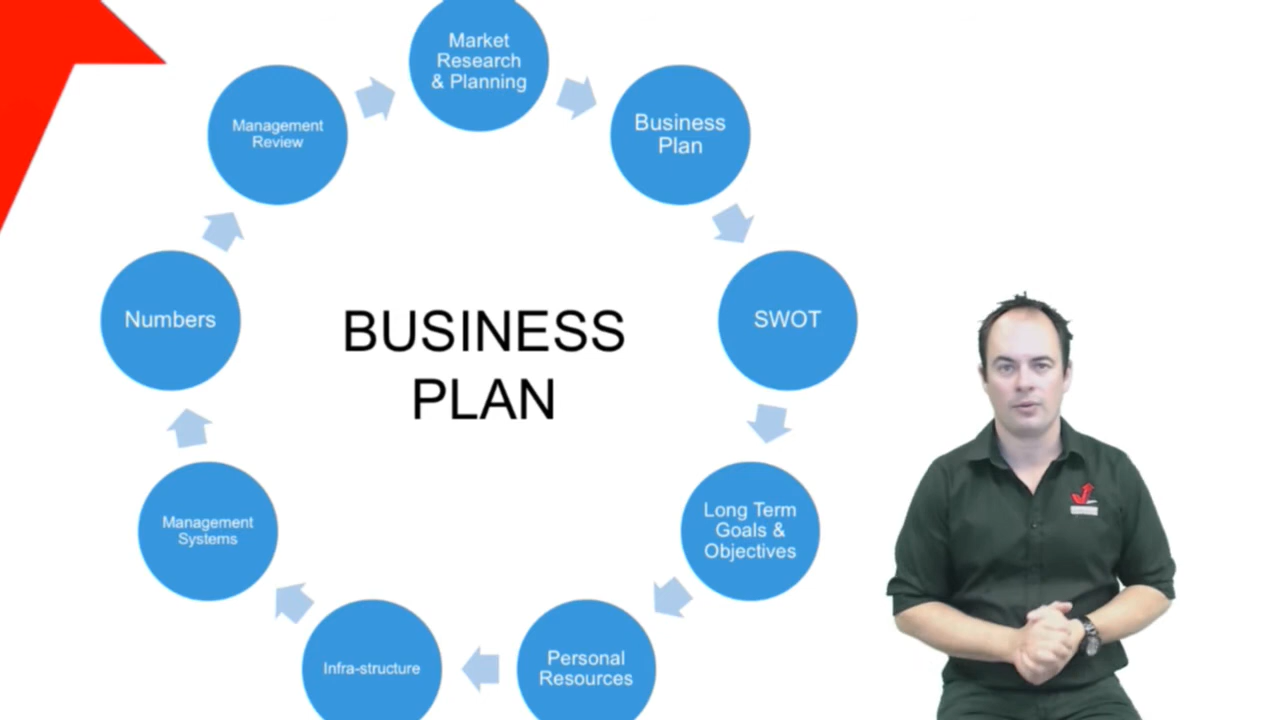 Market
Research
& Planning
Business
Plan
SWOT
Long Term
Goals &
Objectives
Personal
Resources
Infra-structure
Management
Systems
Numbers
Management
Review
BUSINESS
PLAN